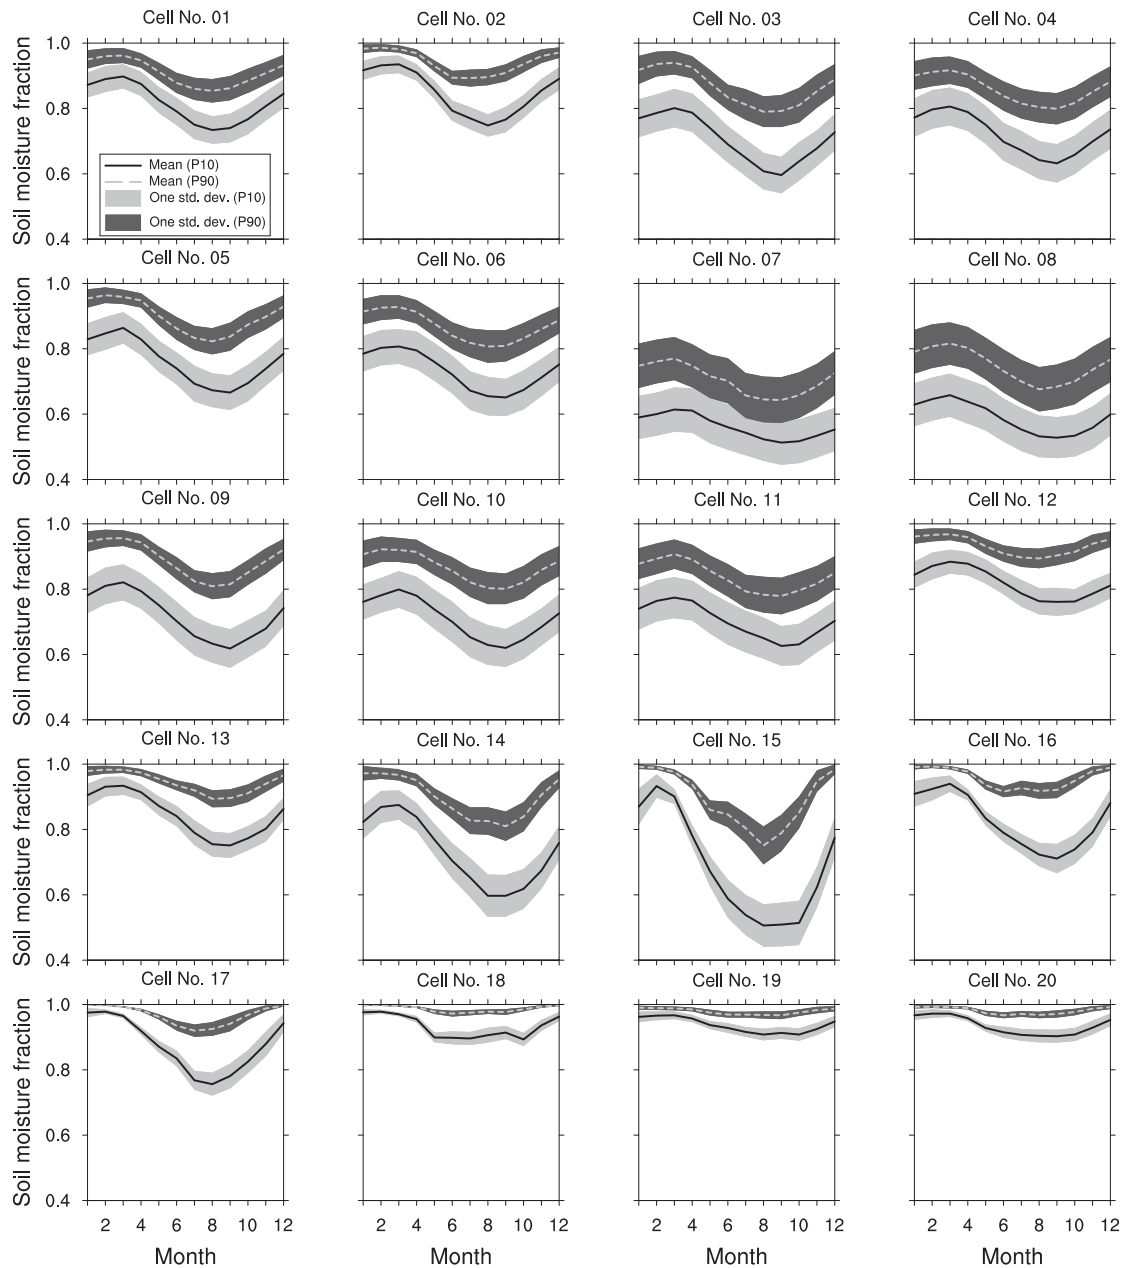 Cell No. 01
Cell No. 02
Cell No. 03
Cell No. 04
Soil moisture fraction
1.0
0.8
0.6
0.4
Mean (P10)
Mean (P90)
One std. dev. (P10)
One std. dev. (P90)
Cell No. 05
Cell No. 06
Cell No. 07
Cell No. 08
Soil moisture fraction
1.0
0.8
0.6
0.4
Cell No. 09
Cell No. 10
Cell No. 11
Cell No. 12
Soil moisture fraction
1.0
0.8
0.6
0.4
Cell No. 13
Cell No. 14
Cell No. 15
Cell No. 16
Soil moisture fraction
1.0
0.8
0.6
0.4
Cell No. 17
Cell No. 18
Cell No. 19
Cell No. 20
Soil moisture fraction
1.0
0.8
0.6
0.4
2 4 6 8 10 12
2 4 6 8 10 12
2 4 6 8 10 12
2 4 6 8 10 12
Month
Month
Month
Month